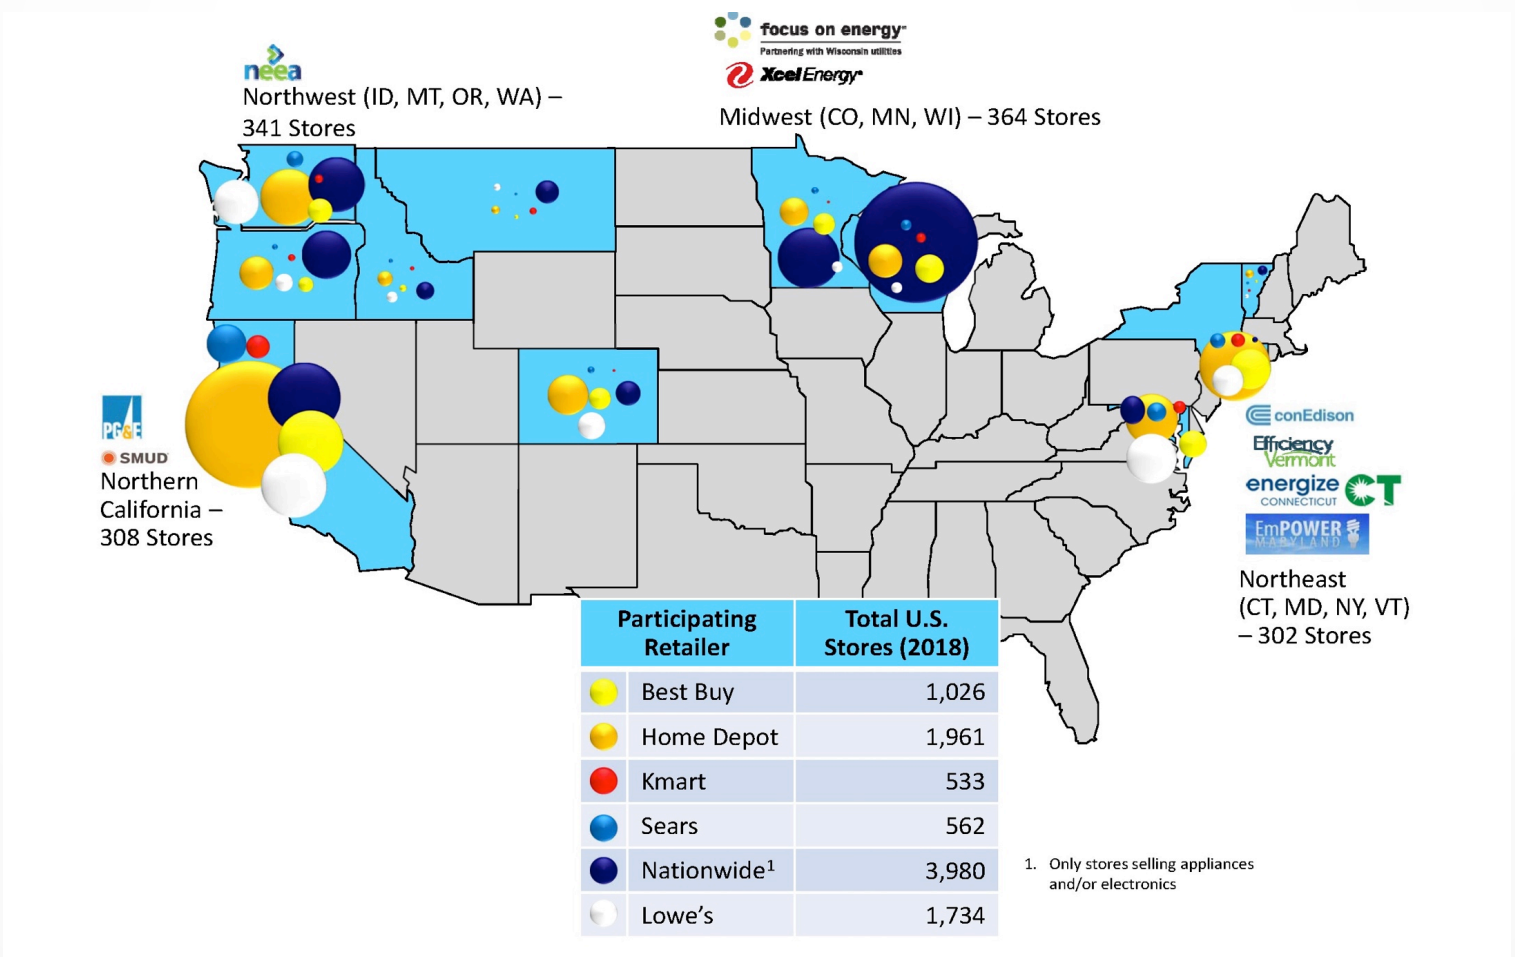 focus on energy
Partnering with Wisconsin utilities
Xcel Energy
neea
Northwest (ID, MT, OR, WA) –
341 Stores
Midwest (CO, MN, WI) – 364 Stores
PG&E
SMUD
Northern
California –
308 Stores
conEdison
Efficiency
Vermont
energize CT
CONNECTICUT
EmPOWER
MARYLAND
Northeast
(CT, MD, NY, VT)
– 302 Stores
Participating Retailer Total U.S. Stores (2018)
Best Buy 1,026
Home Depot 1,961
Kmart 533
Sears 562
Nationwide¹ 3,980
Lowe's 1,734
1. Only stores selling appliances
and/or electronics